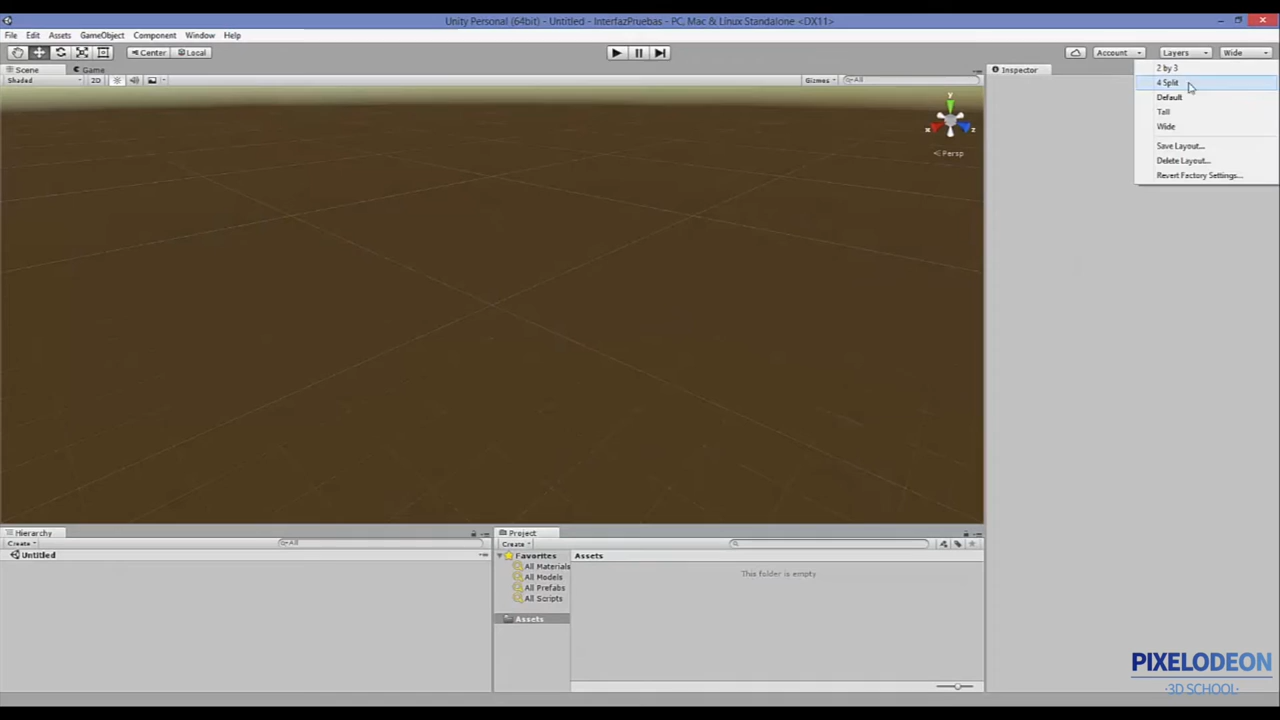 Unity Personal (64bit) - Untitled - InterfazPruebas - PC, Mac & Linux Standalone <DX11>
File Edit Assets GameObject Component Window Help
Center Local Account Layers Wide
Scene Game Inspector
Shaded 2D Gizmos All
2 by 3
4 Split
Default
Tall
Wide
Save Layout...
Delete Layout...
Revert Factory Settings...
y
x z
Persp
Hierarchy Project
Create All Create
Untitled Favorites Assets
All Materials This folder is empty
All Models
All Prefabs
All Scripts
Assets
PIXELODEON
·3D SCHOOL·